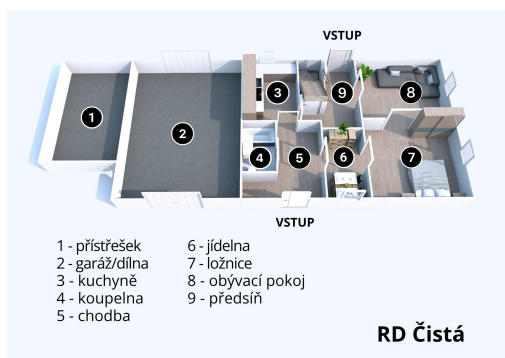 VSTUP
3
9
8
1
2
4
5
6
7
VSTUP
1 - přístřešek
2 - garáž/dílna
3 - kuchyně
4 - koupelna
5 - chodba
6 - jídelna
7 - ložnice
8 - obývací pokoj
9 - předsíň
RD Čistá